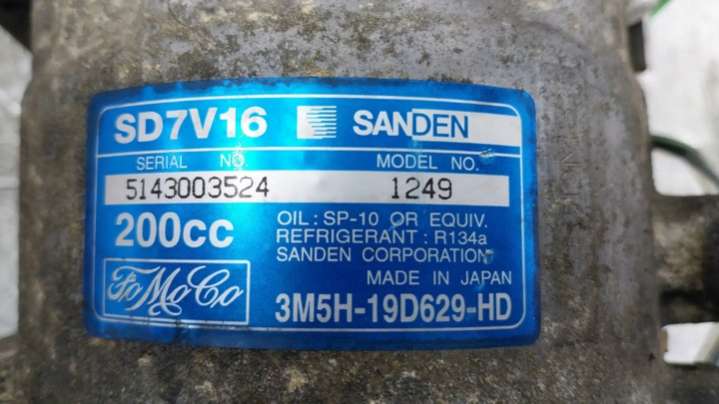 SD7V16 SANDEN
SERIAL NO. MODEL NO.
5143003524 1249
200cc
OIL : SP-10 OR EQUIV.
REFRIGERANT : R134a
SANDEN CORPORATION
MADE IN JAPAN
FoMoCo
3M5H-19D629-HD